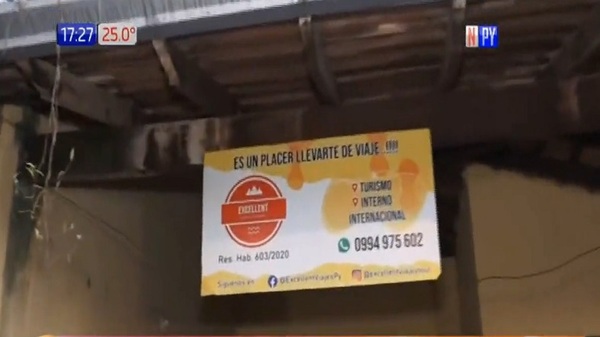 17:27 25.0°
NPY
ES UN PLACER LLEVARTE DE VIAJE..!!!!
EXCELLENT
TURISMO
INTERNO
INTERNACIONAL
0994 975 602
Res. Hab. 603/2020
Siguenos en: